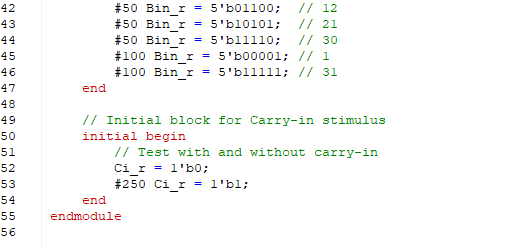 42 #50 Bin_r = 5'b01100; // 12
43 #50 Bin_r = 5'b10101; // 21
44 #50 Bin_r = 5'b11110; // 30
45 #100 Bin_r = 5'b00001; // 1
46 #100 Bin_r = 5'b11111; // 31
47 end
48
49 // Initial block for Carry-in stimulus
50 initial begin
51 // Test with and without carry-in
52 Ci_r = 1'b0;
53 #250 Ci_r = 1'b1;
54 end
55 endmodule
56